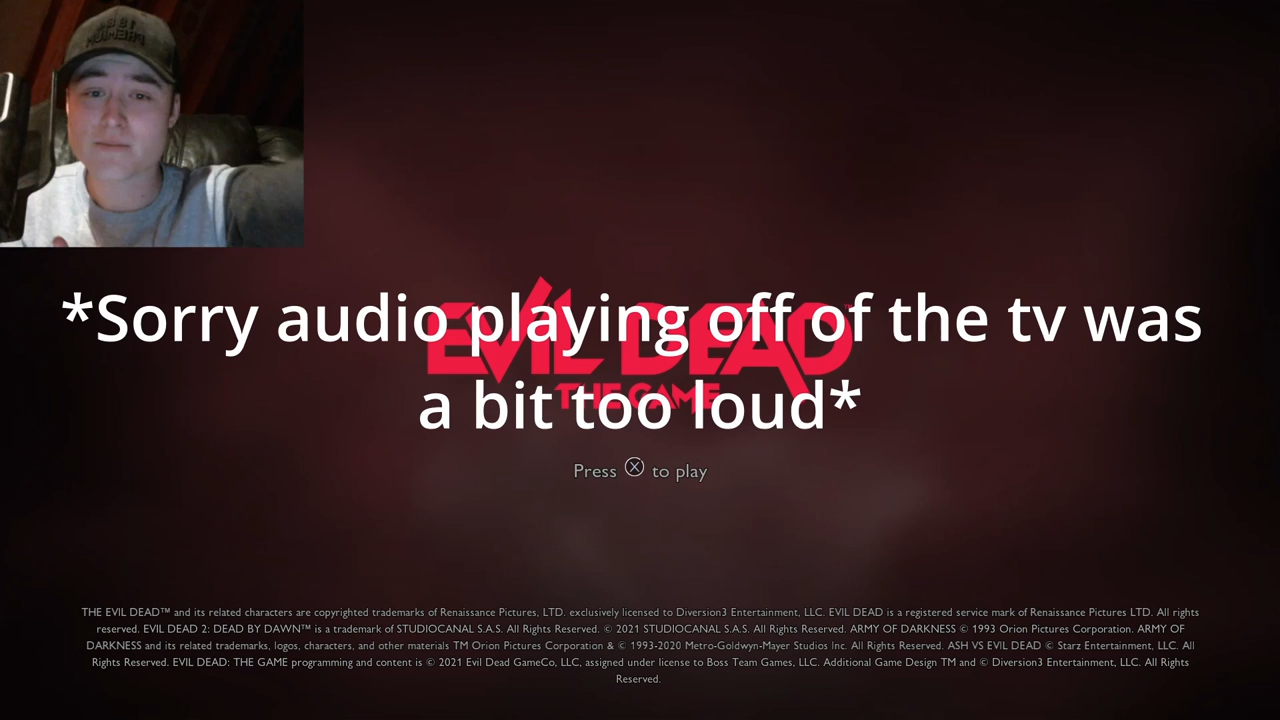 *Sorry audio playing off of the tv was
a bit too loud*
EVIL DEAD
THE GAME
Press Ⓧ to play
THE EVIL DEAD™ and its related characters are copyrighted trademarks of Renaissance Pictures, LTD. exclusively licensed to Diversion3 Entertainment, LLC. EVIL DEAD is a registered service mark of Renaissance Pictures LTD. All rights
reserved. EVIL DEAD 2: DEAD BY DAWN™ is a trademark of STUDIOCANAL S.A.S. All Rights Reserved. © 2021 STUDIOCANAL S.A.S. All Rights Reserved. ARMY OF DARKNESS © 1993 Orion Pictures Corporation. ARMY OF
DARKNESS and its related trademarks, logos, characters, and other materials TM Orion Pictures Corporation & © 1993-2020 Metro-Goldwyn-Mayer Studios Inc. All Rights Reserved. ASH VS EVIL DEAD © Starz Entertainment, LLC. All
Rights Reserved. EVIL DEAD: THE GAME programming and content is © 2021 Evil Dead GameCo, LLC, assigned under license to Boss Team Games, LLC. Additional Game Design TM and © Diversion3 Entertainment, LLC. All Rights
Reserved.